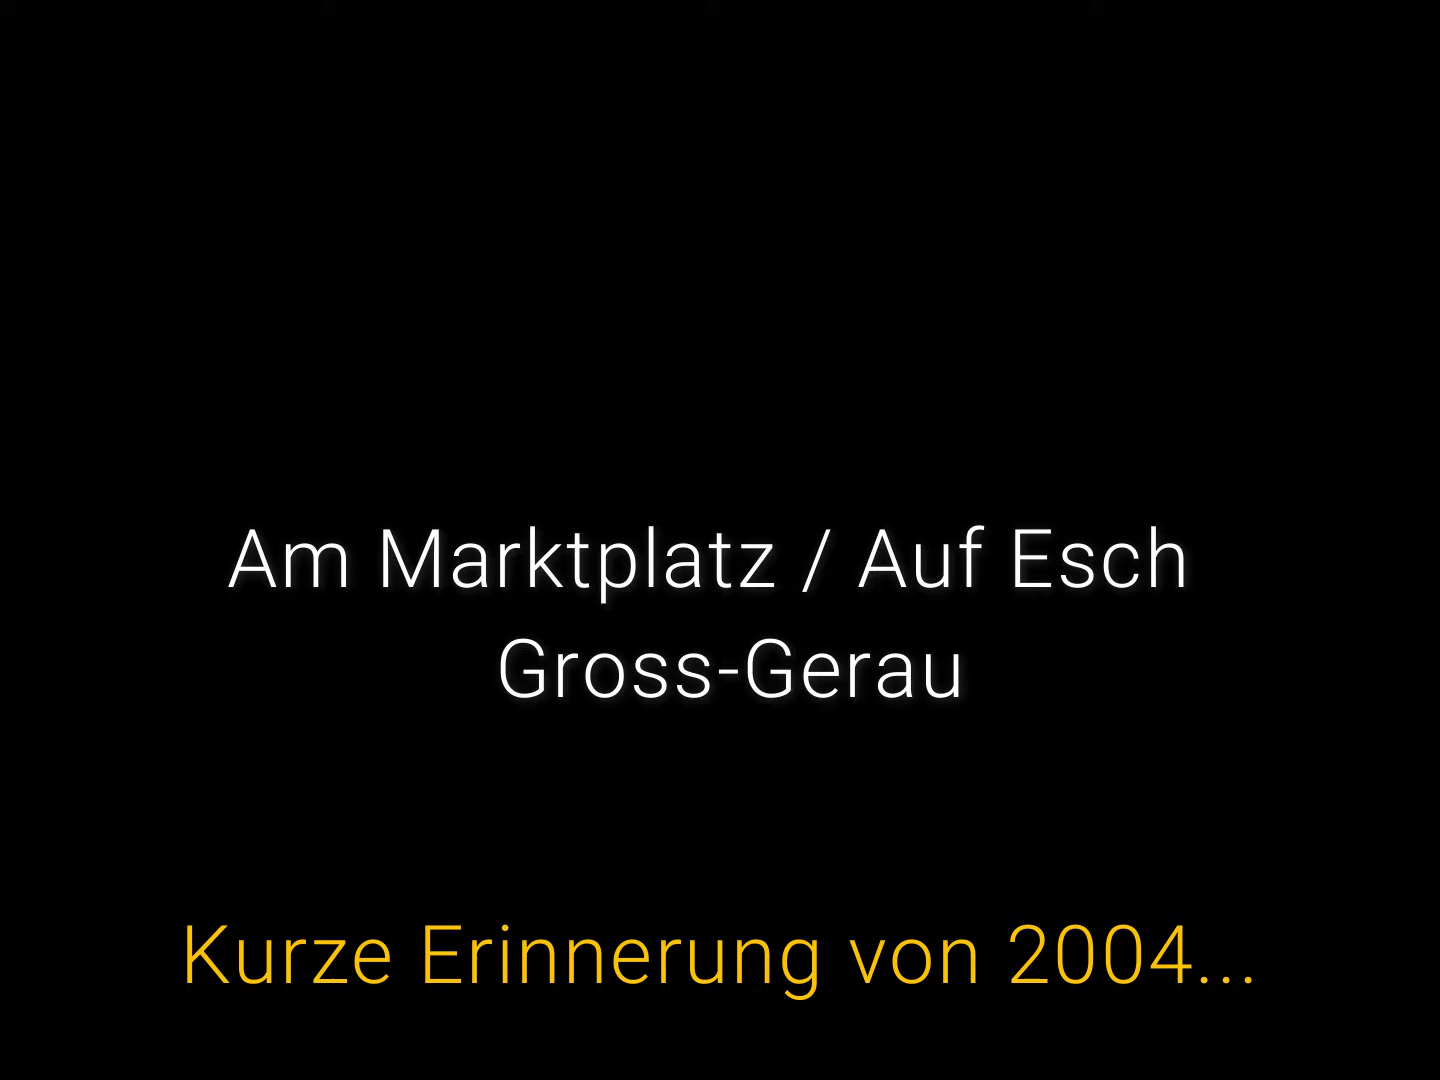 Am Marktplatz / Auf Esch
Gross-Gerau
Kurze Erinnerung von 2004...